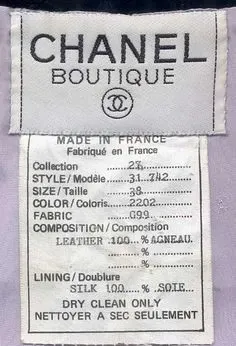 CHANEL
BOUTIQUE
MADE IN FRANCE
Fabriqué en France
Collection ........27............
STYLE/Modèle..31.742......
SIZE/Taille ......38............
COLOR/Coloris..2202.......
FABRIC ..........099...........
COMPOSITION/Composition
LEATHER 100 % AGNEAU
............ % ............
............ % ............
LINING/Doublure
SILK 100 % SOIE
DRY CLEAN ONLY
NETTOYER A SEC SEULEMENT